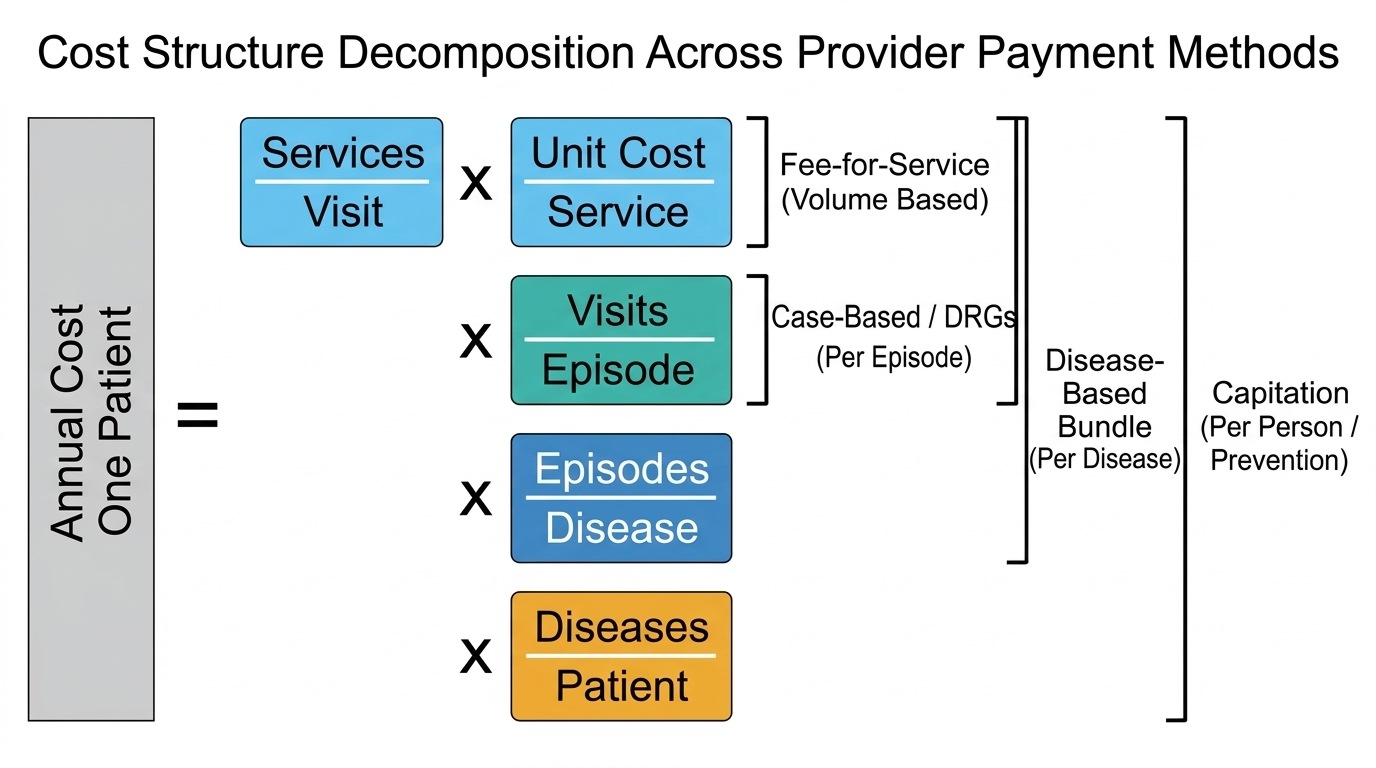 Cost Structure Decomposition Across Provider Payment Methods
Annual Cost
One Patient
=
Services
Visit
x
Unit Cost
Service
Fee-for-Service
(Volume Based)
x
Visits
Episode
Case-Based / DRGs
(Per Episode)
x
Episodes
Disease
x
Diseases
Patient
Disease-
Based
Bundle
(Per Disease)
Capitation
(Per Person /
Prevention)